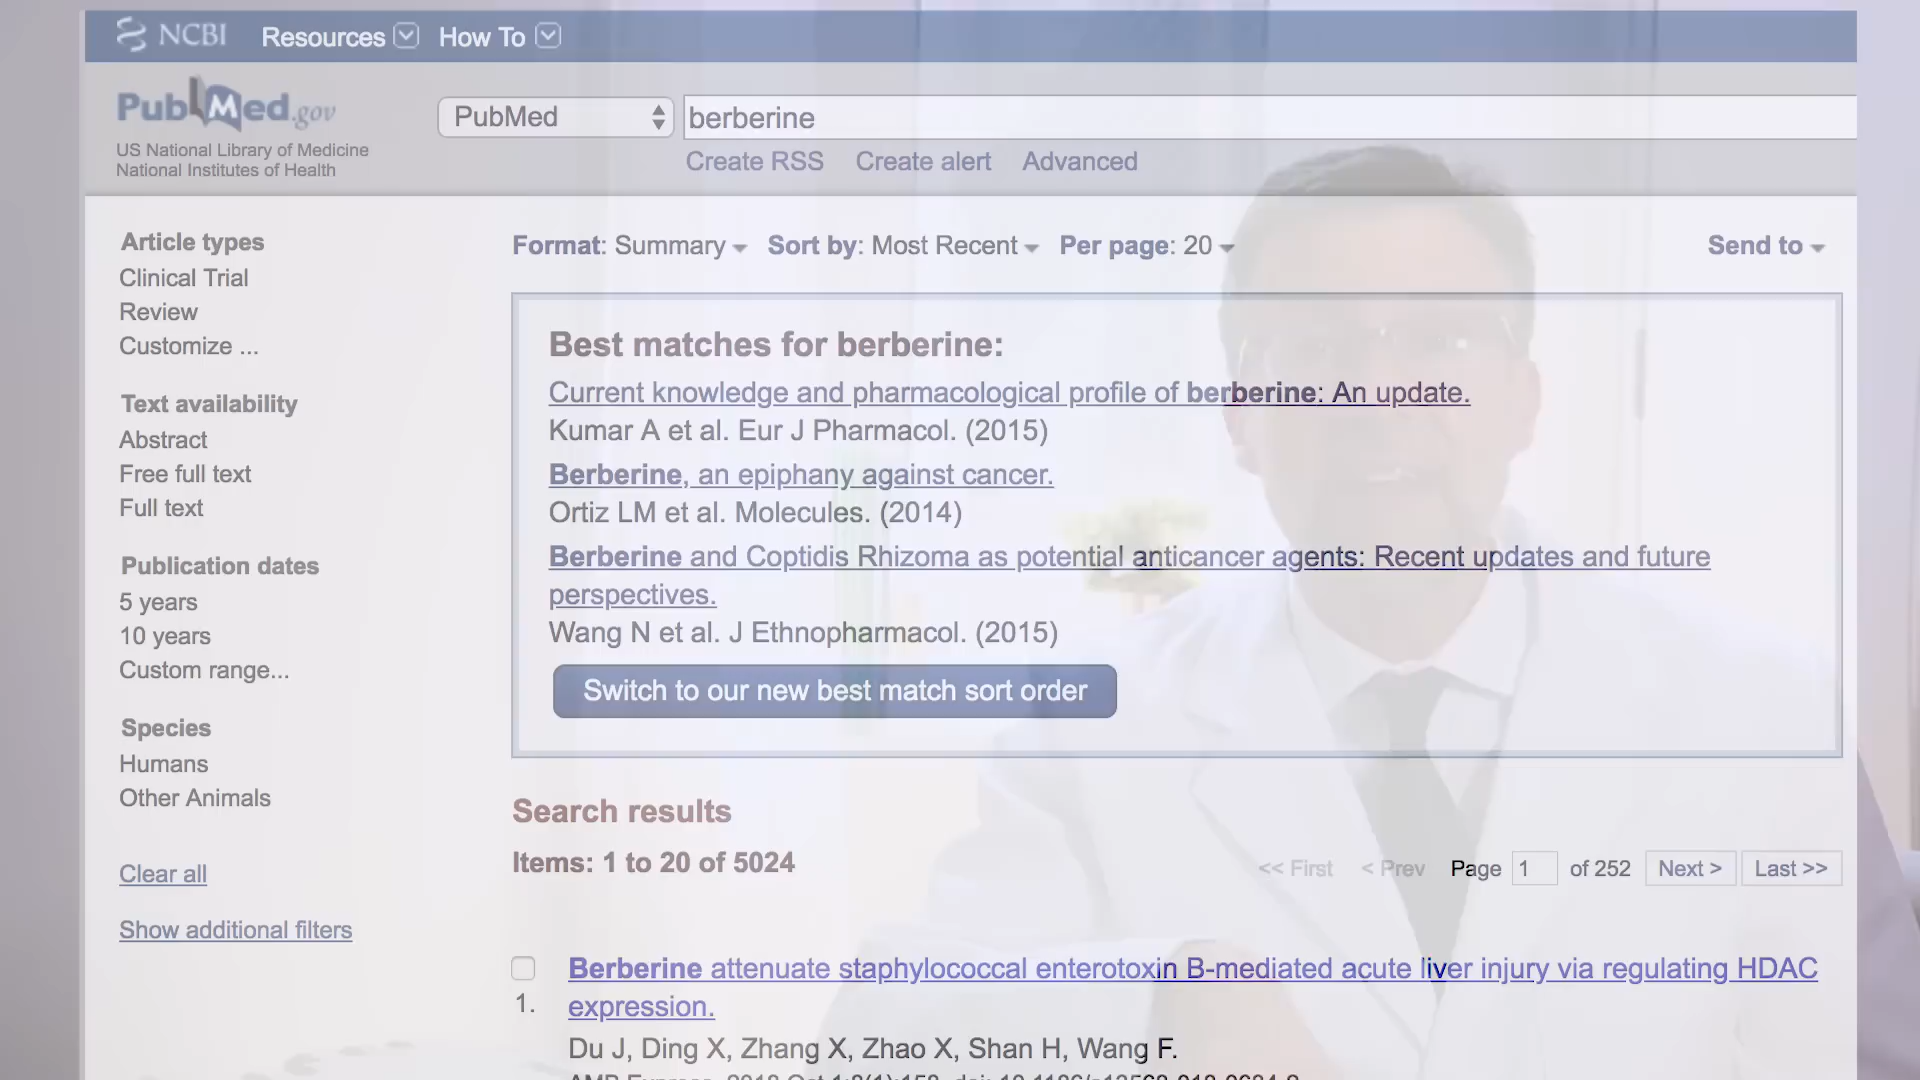 NCBI Resources How To
PubMed.gov
US National Library of Medicine
National Institutes of Health
PubMed
berberine
Create RSS Create alert Advanced
Article types
Clinical Trial
Review
Customize ...
Text availability
Abstract
Free full text
Full text
Publication dates
5 years
10 years
Custom range...
Species
Humans
Other Animals
Clear all
Show additional filters
Format: Summary Sort by: Most Recent Per page: 20 Send to
Best matches for berberine:
Current knowledge and pharmacological profile of berberine: An update.
Kumar A et al. Eur J Pharmacol. (2015)
Berberine, an epiphany against cancer.
Ortiz LM et al. Molecules. (2014)
Berberine and Coptidis Rhizoma as potential anticancer agents: Recent updates and future
perspectives.
Wang N et al. J Ethnopharmacol. (2015)
Switch to our new best match sort order
Search results
Items: 1 to 20 of 5024
<< First < Prev Page 1 of 252 Next > Last >>
Berberine attenuate staphylococcal enterotoxin B-mediated acute liver injury via regulating HDAC
1. expression.
Du J, Ding X, Zhang X, Zhao X, Shan H, Wang F.